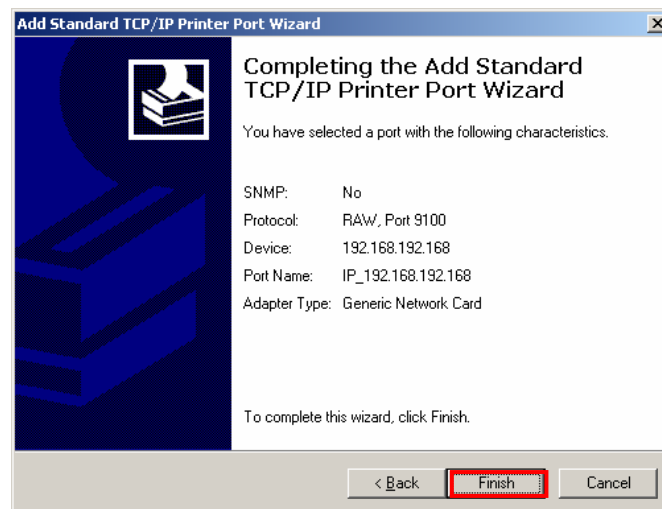 Add Standard TCP/IP Printer Port Wizard
Completing the Add Standard
TCP/IP Printer Port Wizard
You have selected a port with the following characteristics.
SNMP: No
Protocol: RAW, Port 9100
Device: 192.168.192.168
Port Name: IP_192.168.192.168
Adapter Type: Generic Network Card
To complete this wizard, click Finish.
< Back Finish Cancel